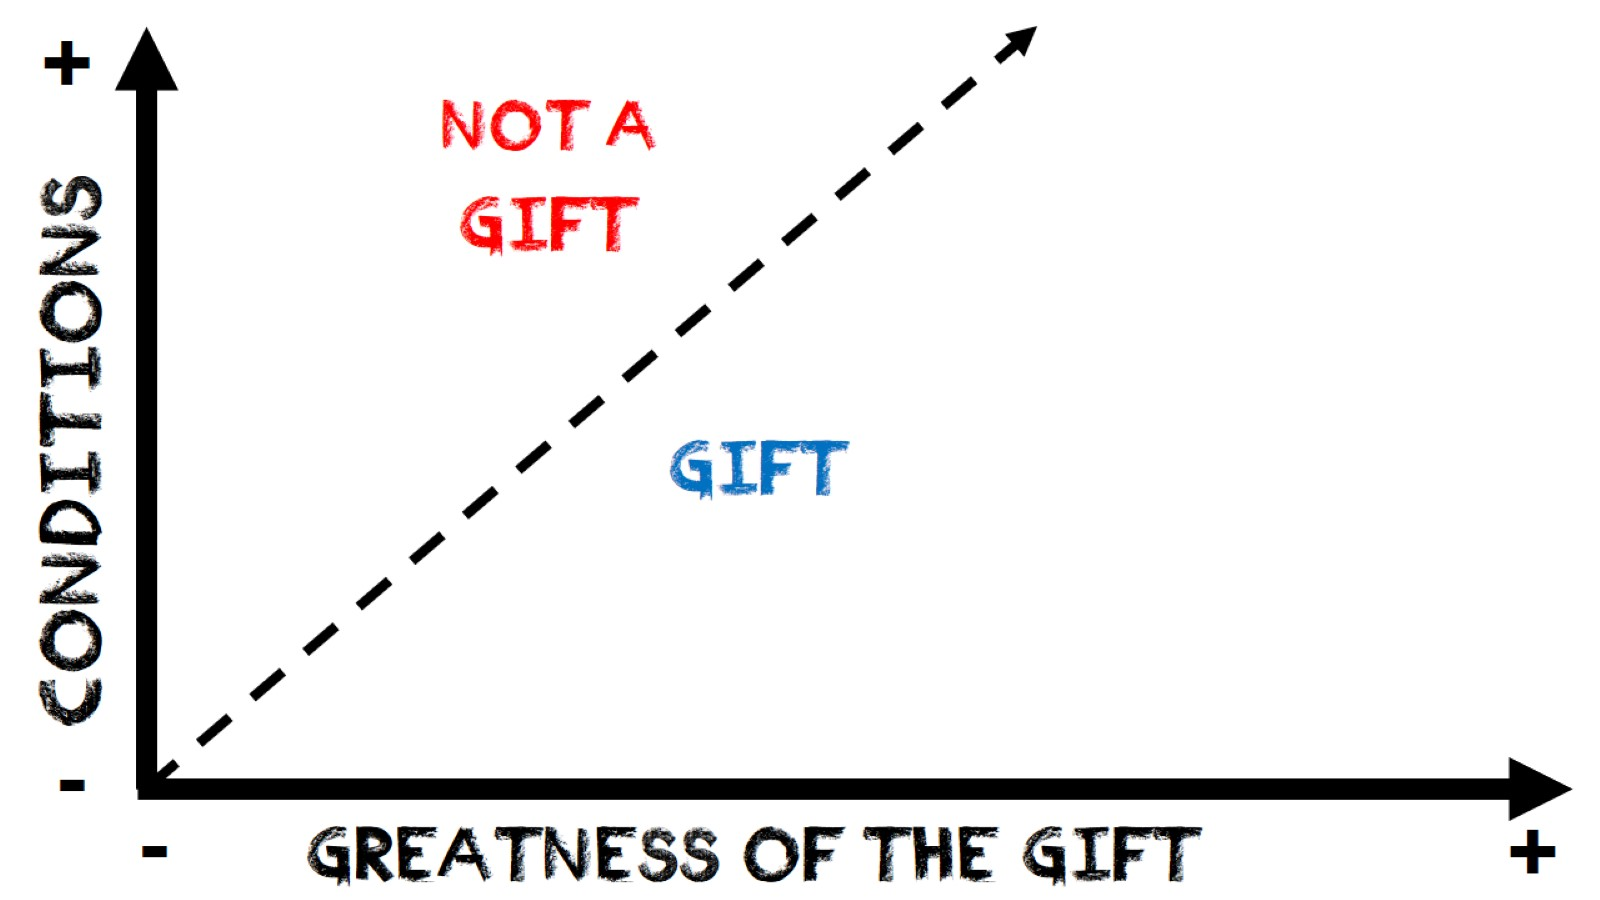 +
NOT A
GIFT
CONDITIONS
GIFT
-
-
GREATNESS OF THE GIFT
+